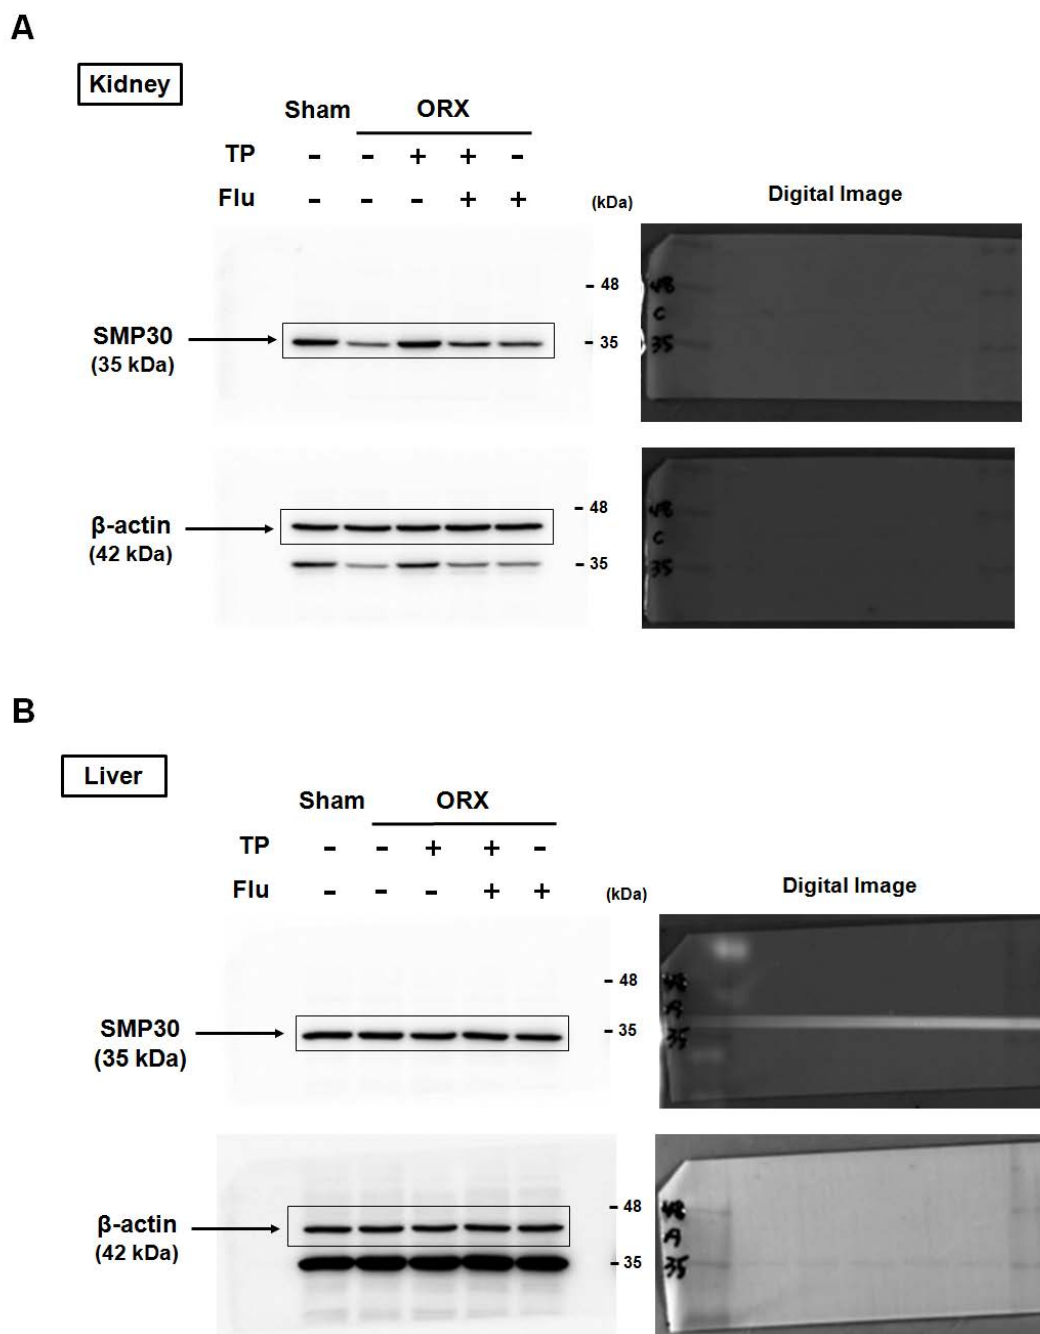 A
Kidney
Sham ORX
TP - - + + -
Flu - - - + +
(kDa)
Digital Image
- 48
SMP30
(35 kDa)
- 35
48
C
35
β-actin
(42 kDa)
- 48
- 35
48
C
35
B
Liver
Sham ORX
TP - - + + -
Flu - - - + +
(kDa)
Digital Image
- 48
SMP30
(35 kDa)
- 35
48
A
35
β-actin
(42 kDa)
- 48
- 35
48
A
35